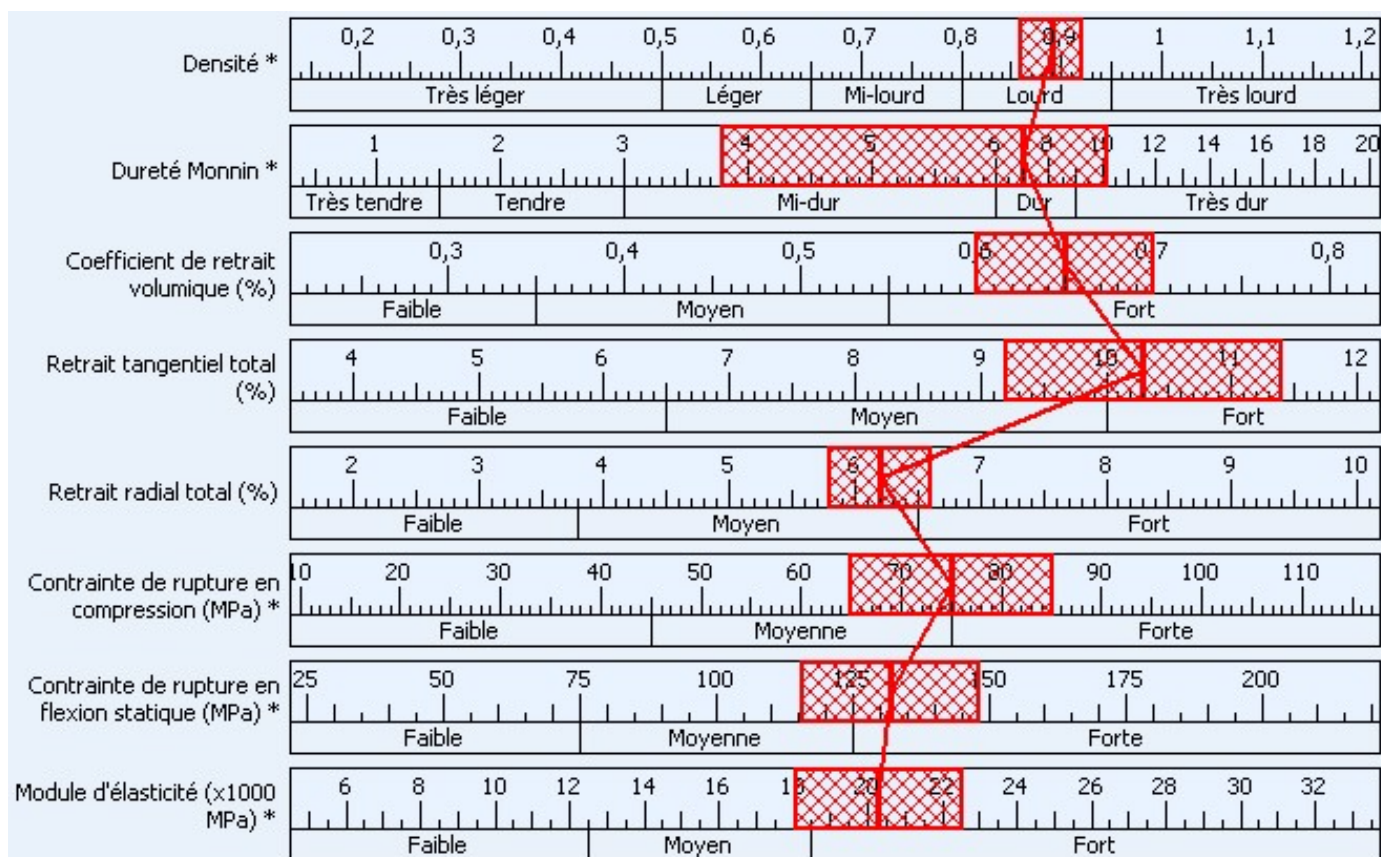 0,2 0,3 0,4 0,5 0,6 0,7 0,8 0,9 1 1,1 1,2
Densité *
Très léger Léger Mi-lourd Lourd Très lourd
1 2 3 4 5 6 8 10 12 14 16 18 20
Dureté Monnin *
Très tendre Tendre Mi-dur Dur Très dur
0,3 0,4 0,5 0,6 0,7 0,8
Coefficient de retrait
volumique (%)
Faible Moyen Fort
4 5 6 7 8 9 10 11 12
Retrait tangentiel total
(%)
Faible Moyen Fort
2 3 4 5 6 7 8 9 10
Retrait radial total (%)
Faible Moyen Fort
10 20 30 40 50 60 70 80 90 100 110
Contrainte de rupture en
compression (MPa) *
Faible Moyenne Forte
25 50 75 100 125 150 175 200
Contrainte de rupture en
flexion statique (MPa) *
Faible Moyenne Forte
6 8 10 12 14 16 18 20 22 24 26 28 30 32
Module d'élasticité (x1000
MPa) *
Faible Moyen Fort